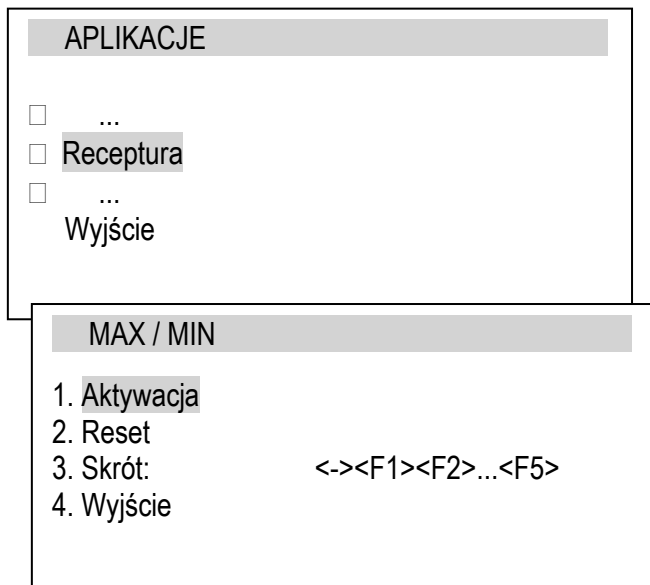 APLIKACJE
...
Receptura
...
Wyjście
MAX / MIN
1. Aktywacja
2. Reset
3. Skrót: <-><F1><F2>...<F5>
4. Wyjście